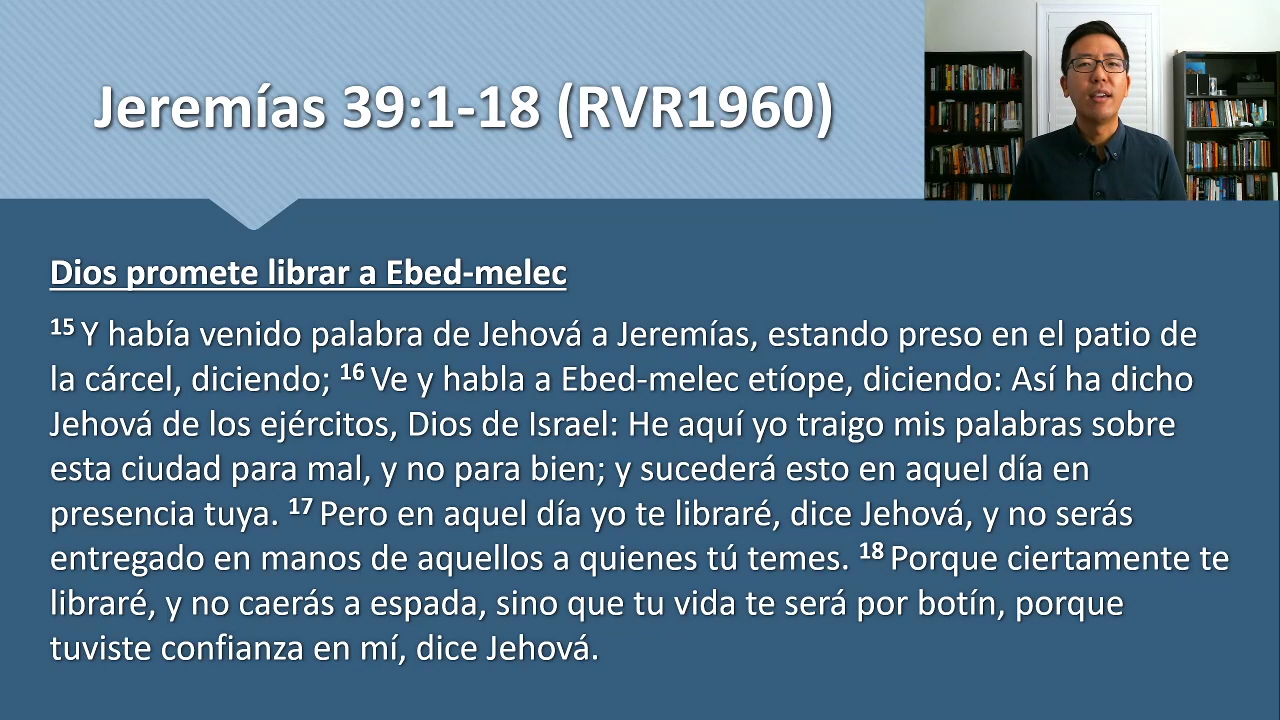 Jeremías 39:1-18 (RVR1960)
Dios promete librar a Ebed-melec
15 Y había venido palabra de Jehová a Jeremías, estando preso en el patio de
la cárcel, diciendo; 16 Ve y habla a Ebed-melec etíope, diciendo: Así ha dicho
Jehová de los ejércitos, Dios de Israel: He aquí yo traigo mis palabras sobre
esta ciudad para mal, y no para bien; y sucederá esto en aquel día en
presencia tuya. 17 Pero en aquel día yo te libraré, dice Jehová, y no serás
entregado en manos de aquellos a quienes tú temes. 18 Porque ciertamente te
libraré, y no caerás a espada, sino que tu vida te será por botín, porque
tuviste confianza en mí, dice Jehová.